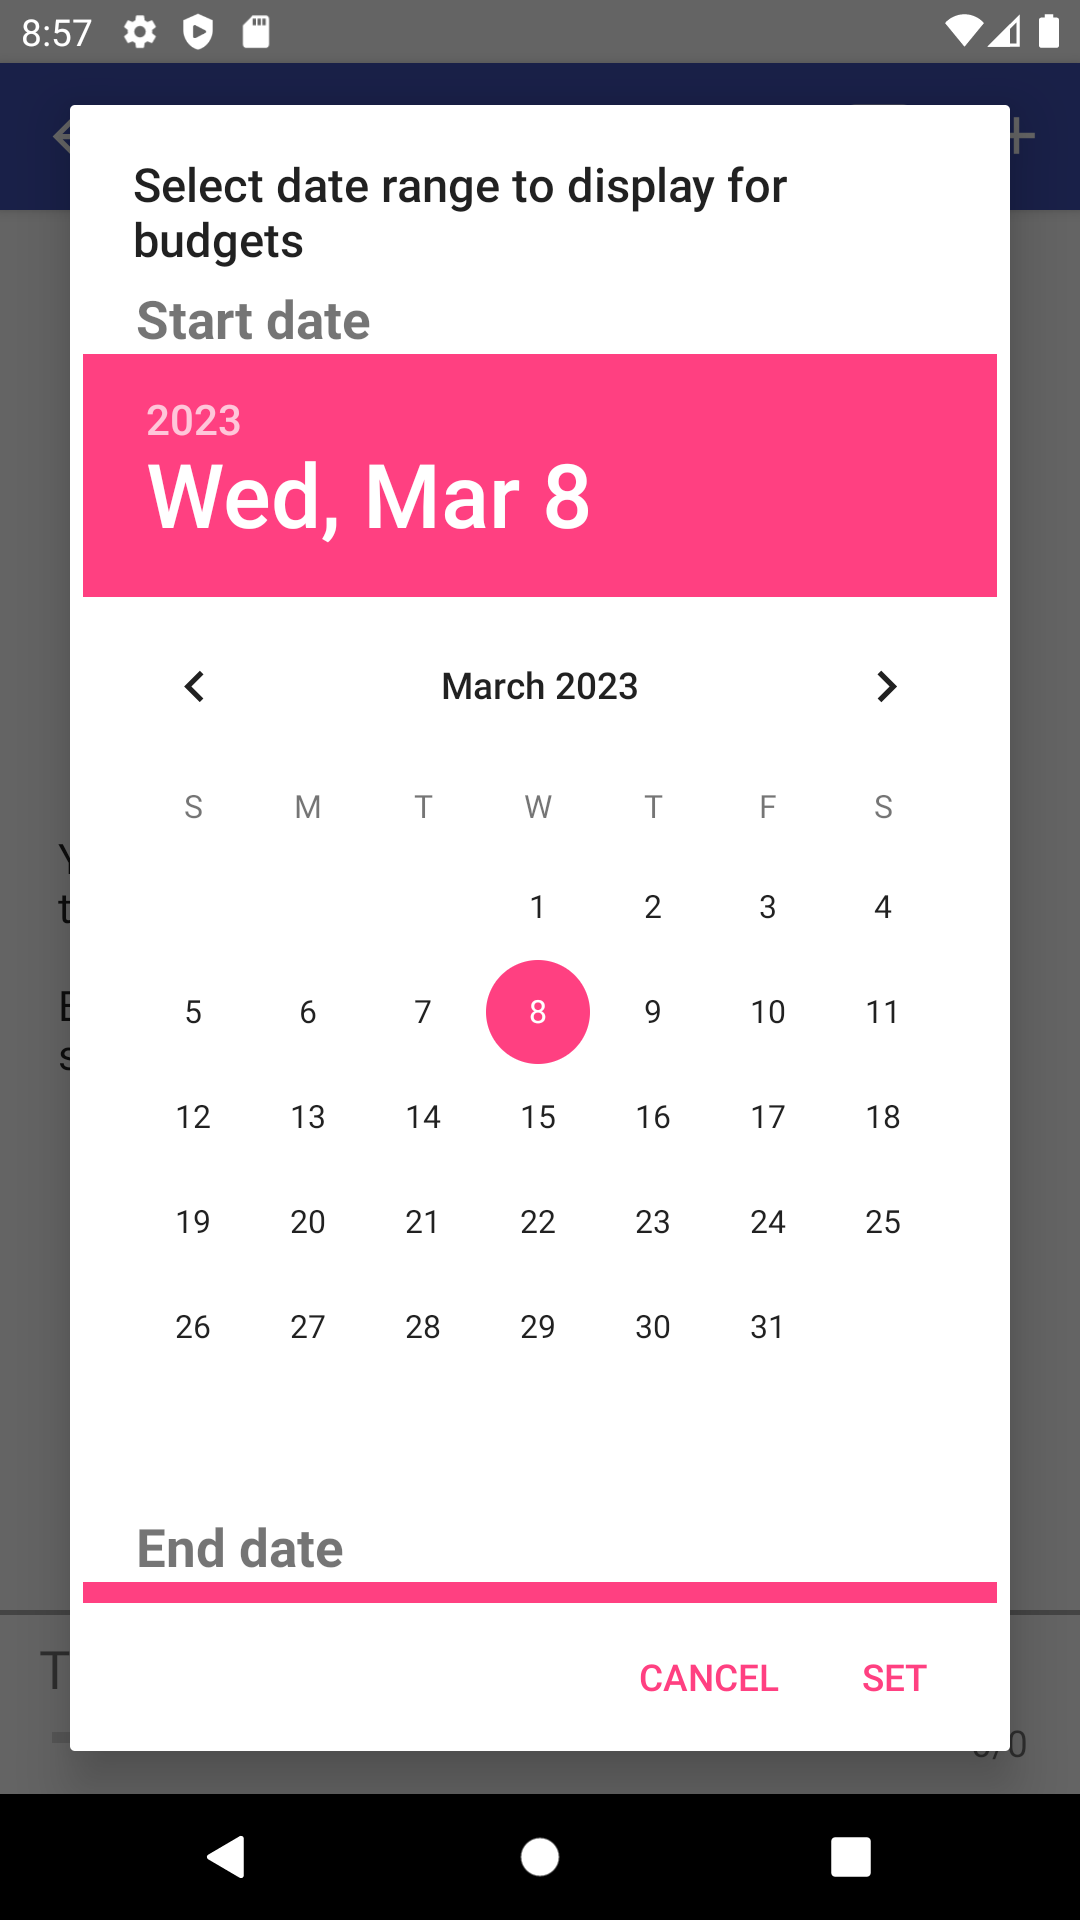 8:57
Select date range to display for
budgets
Start date
2023
Wed, Mar 8
March 2023
S M T W T F S
1 2 3 4
5 6 7 8 9 10 11
12 13 14 15 16 17 18
19 20 21 22 23 24 25
26 27 28 29 30 31
End date
CANCEL SET